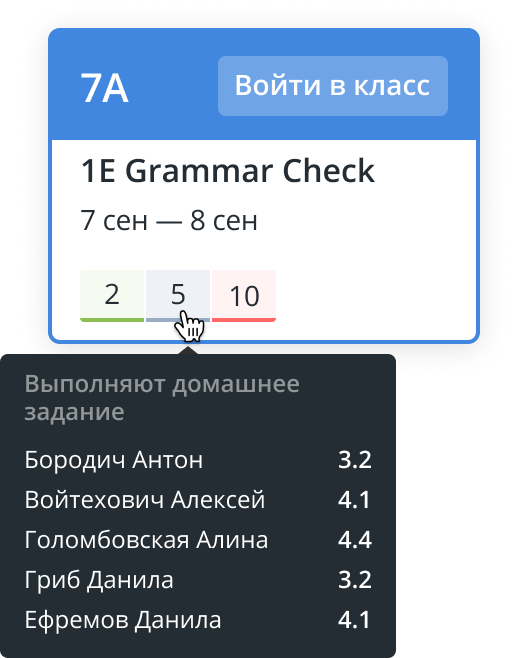 7А
Войти в класс
1E Grammar Check
7 сен — 8 сен
2 5 10
Выполняют домашнее
задание
Бородич Антон 3.2
Войтехович Алексей 4.1
Голомбовская Алина 4.4
Гриб Данила 3.2
Ефремов Данила 4.1